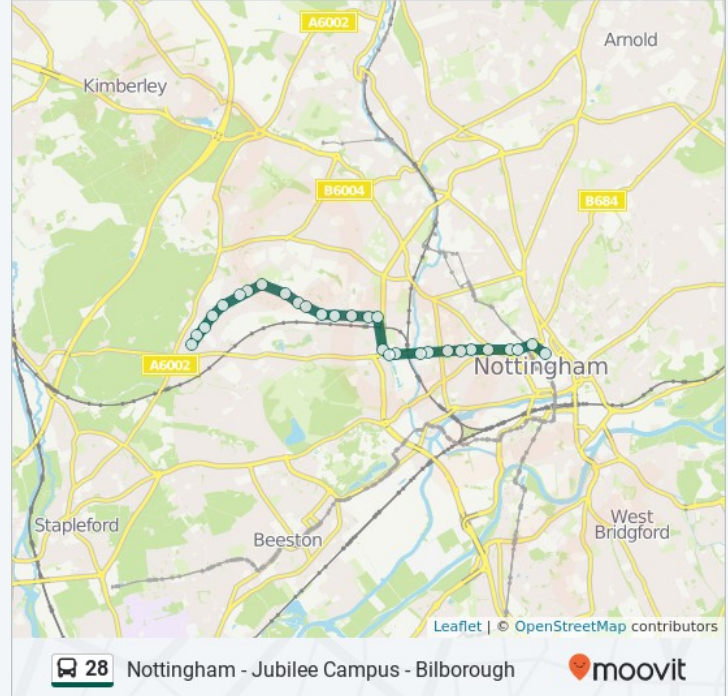 A6002
Arnold
Kimberley
B6004
B684
A6002
Nottingham
Stapleford
Beeston
West
Bridgford
Leaflet | © OpenStreetMap contributors
28 Nottingham - Jubilee Campus - Bilborough moovit